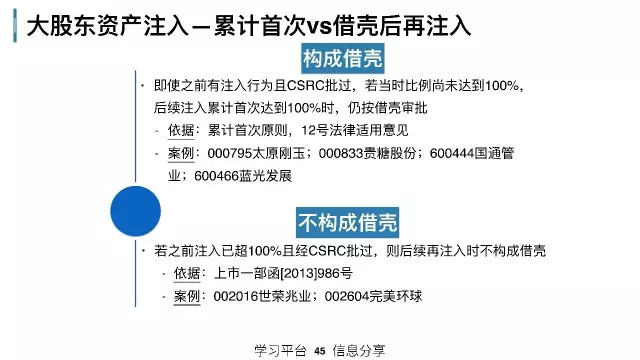 大股东资产注入—累计首次vs借壳后再注入
构成借壳
· 即使之前有注入行为且CSRC批过，若当时比例尚未达到100%，
后续注入累计首次达到100%时，仍按借壳审批
- 依据：累计首次原则，12号法律适用意见
- 案例：000795太原刚玉；000833贵糖股份；600444国通管
业；600466蓝光发展
不构成借壳
· 若之前注入已超100%且经CSRC批过，则后续再注入时不构成借壳
- 依据：上市一部函[2013]986号
- 案例：002016世荣兆业；002604完美环球
学习平台 45 信息分享